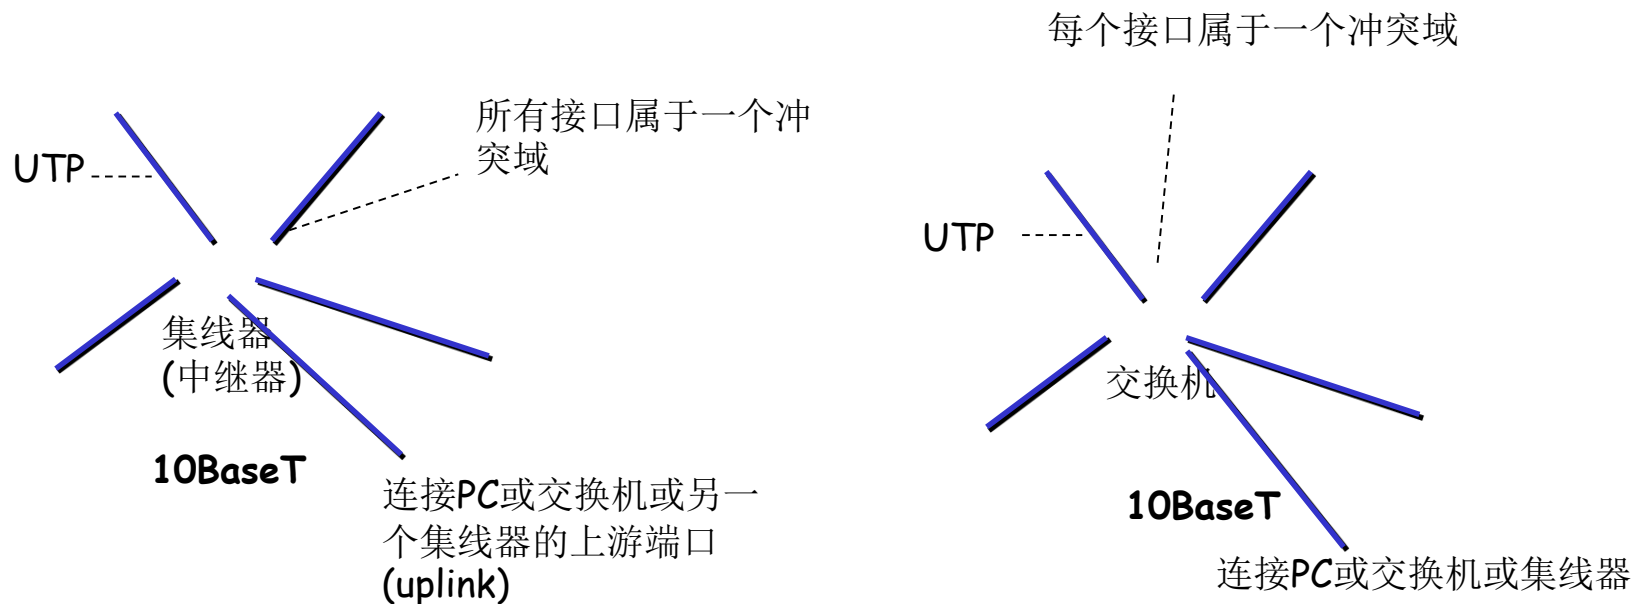 UTP
所有接口属于一个冲
突域
集线器
(中继器)
10BaseT
连接PC或交换机或另一
个集线器的上游端口
(uplink)
每个接口属于一个冲突域
UTP
交换机
10BaseT
连接PC或交换机或集线器